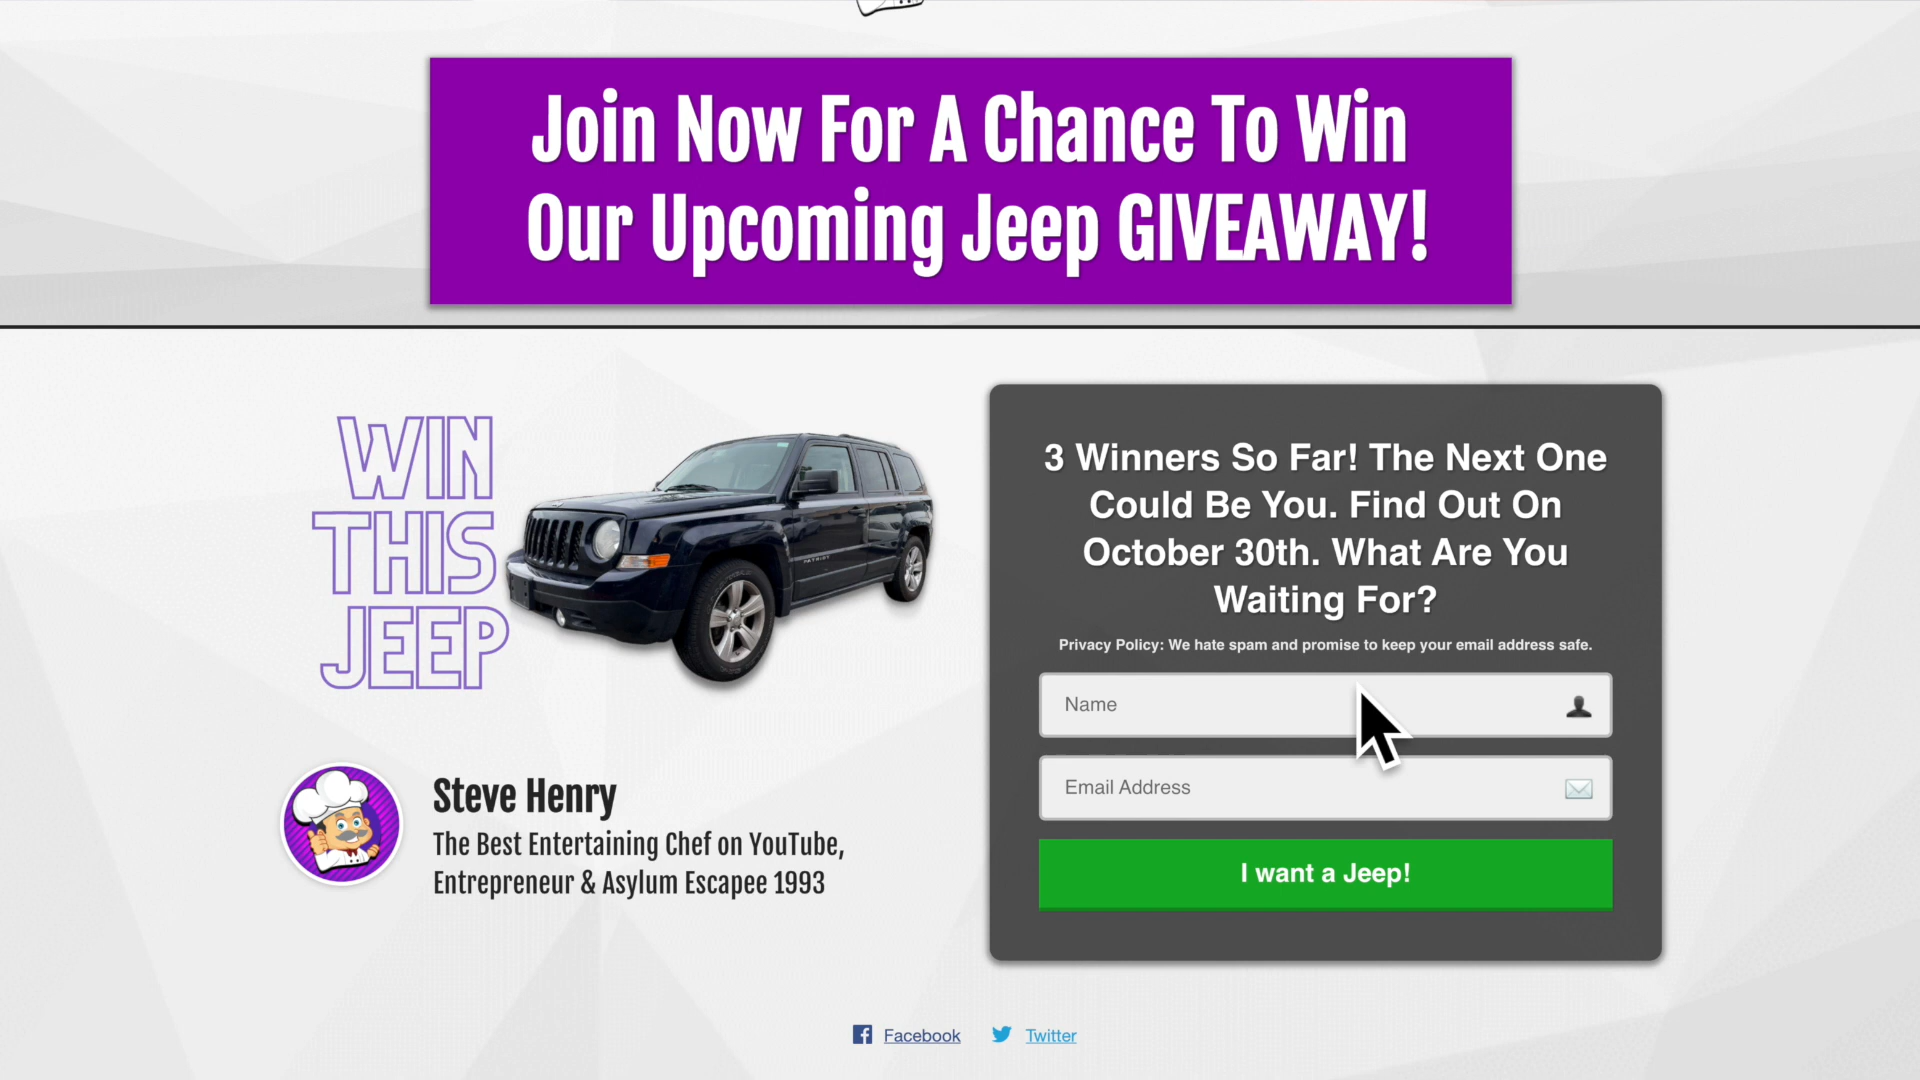 Join Now For A Chance To Win
Our Upcoming Jeep GIVEAWAY!
WIN
THIS
JEEP
PATRIOT
Steve Henry
The Best Entertaining Chef on YouTube,
Entrepreneur & Asylum Escapee 1993
3 Winners So Far! The Next One
Could Be You. Find Out On
October 30th. What Are You
Waiting For?
Privacy Policy: We hate spam and promise to keep your email address safe.
Name
Email Address
I want a Jeep!
Facebook
Twitter